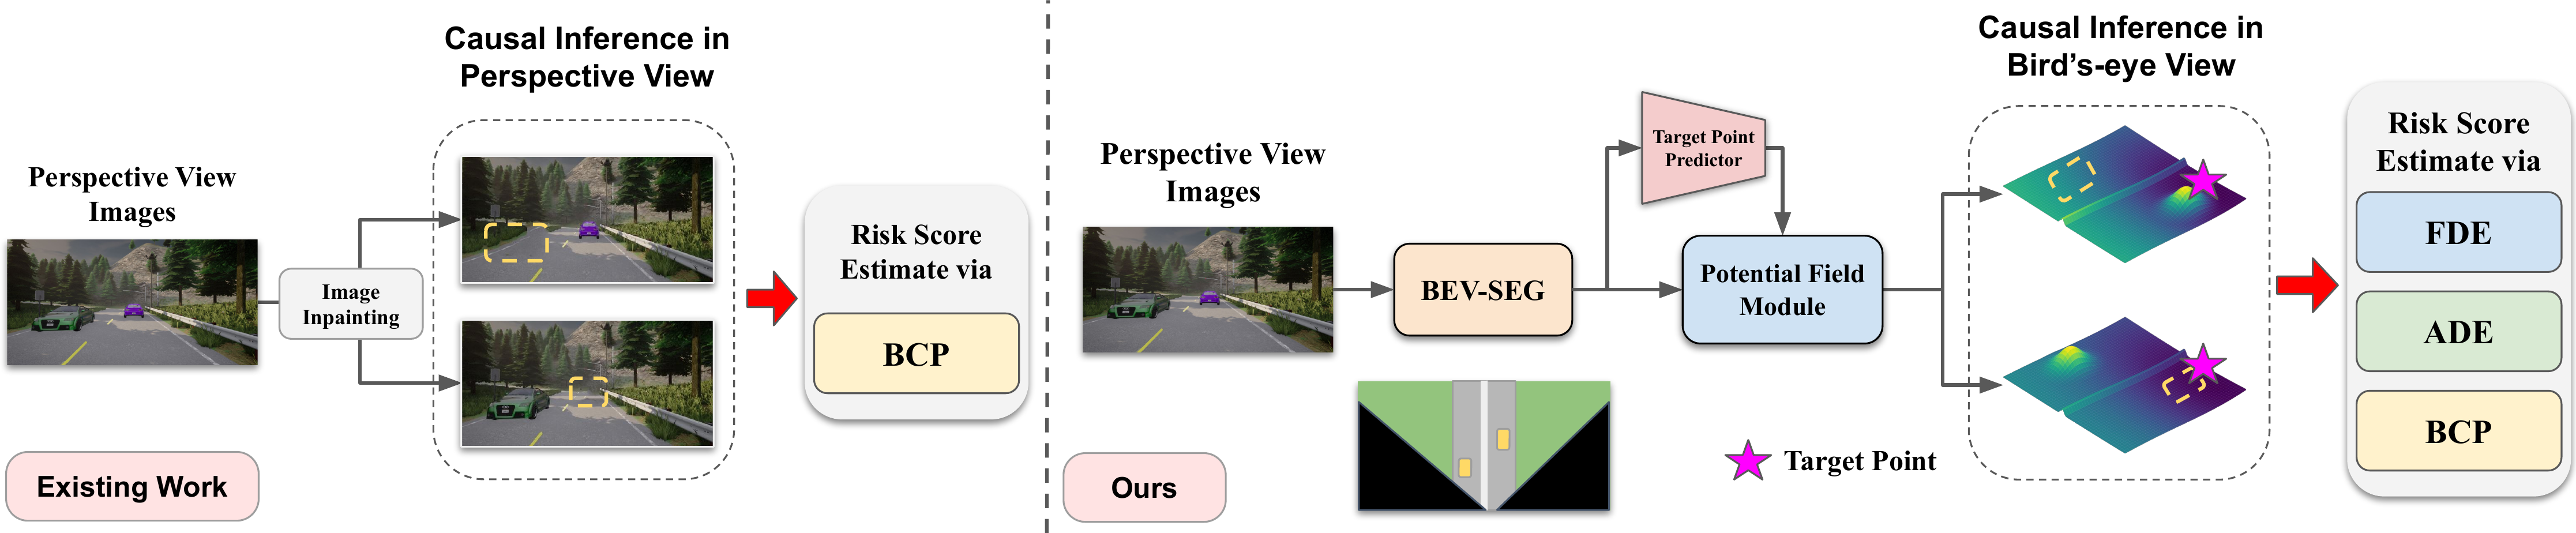 Causal Inference in
Perspective View
Perspective View
Images
Image
Inpainting
Risk Score
Estimate via
BCP
Existing Work
Causal Inference in
Bird's-eye View
Perspective View
Images
BEV-SEG
Target Point
Predictor
Potential Field
Module
Target Point
Risk Score
Estimate via
FDE
ADE
BCP
Ours